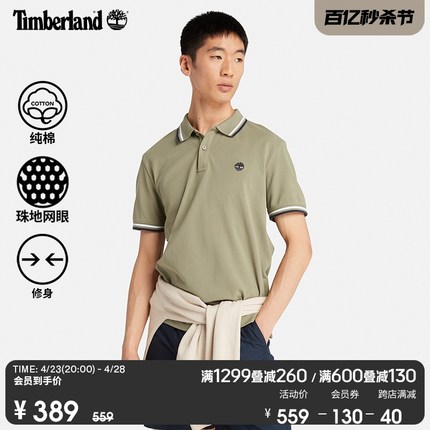 Timberland
百亿秒杀节
COTTON
纯棉
珠地网眼
修身
TIME: 4/23(20:00) - 4/28
会员到手价
¥ 389 559
满1299叠减260 / 满600叠减130
活动价 会员券 跨店满减
¥ 559 —130— 40